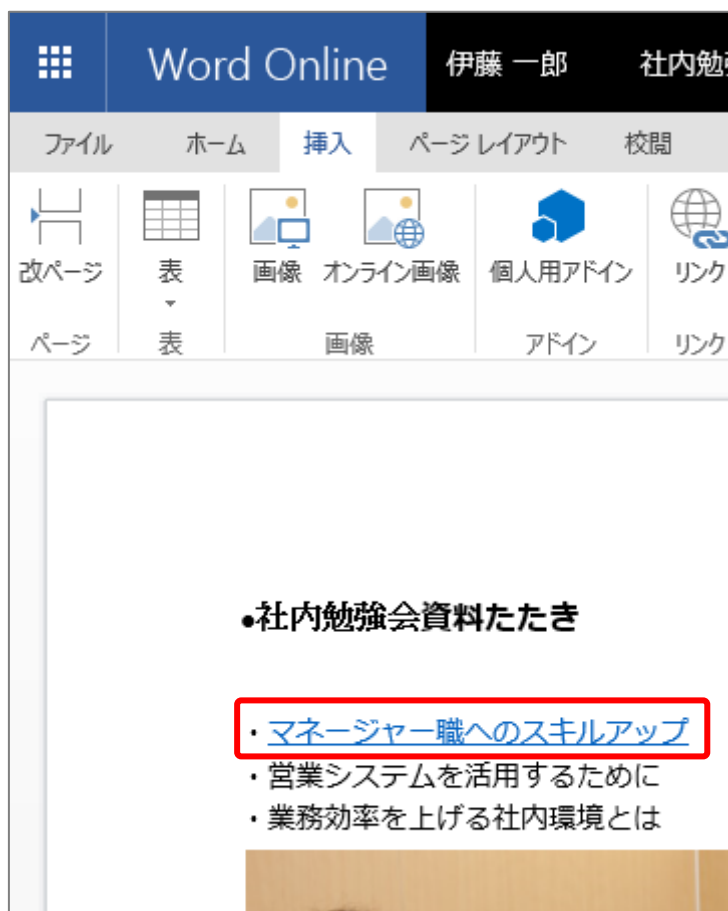 Word Online 伊藤 一郎 社内勉強
ファイル ホーム 挿入 ページ レイアウト 校閲
改ページ 表 画像 オンライン画像 個人用アドイン リンク
ページ 表 画像 アドイン リンク
•社内勉強会資料たたき
・マネージャー職へのスキルアップ
・営業システムを活用するために
・業務効率を上げる社内環境とは